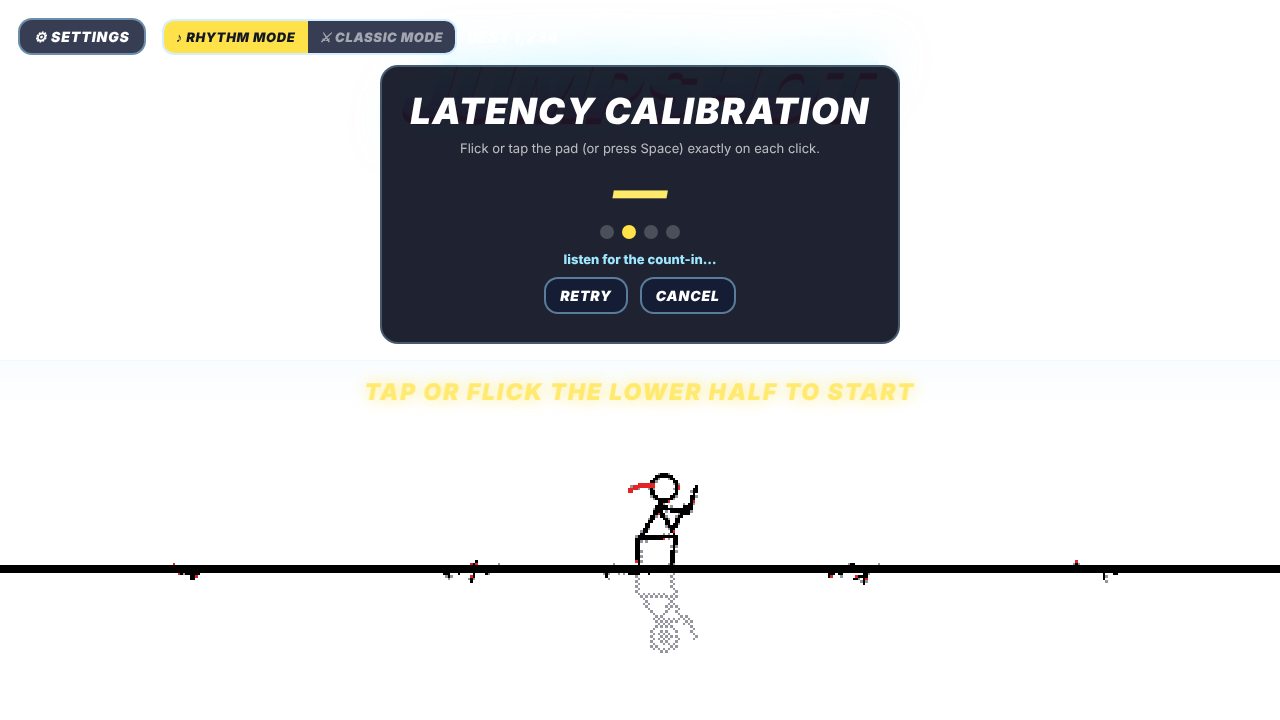 ⚙ SETTINGS
♪ RHYTHM MODE
⚔ CLASSIC MODE
LATENCY CALIBRATION
Flick or tap the pad (or press Space) exactly on each click.
—
listen for the count-in...
RETRY
CANCEL
TAP OR FLICK THE LOWER HALF TO START